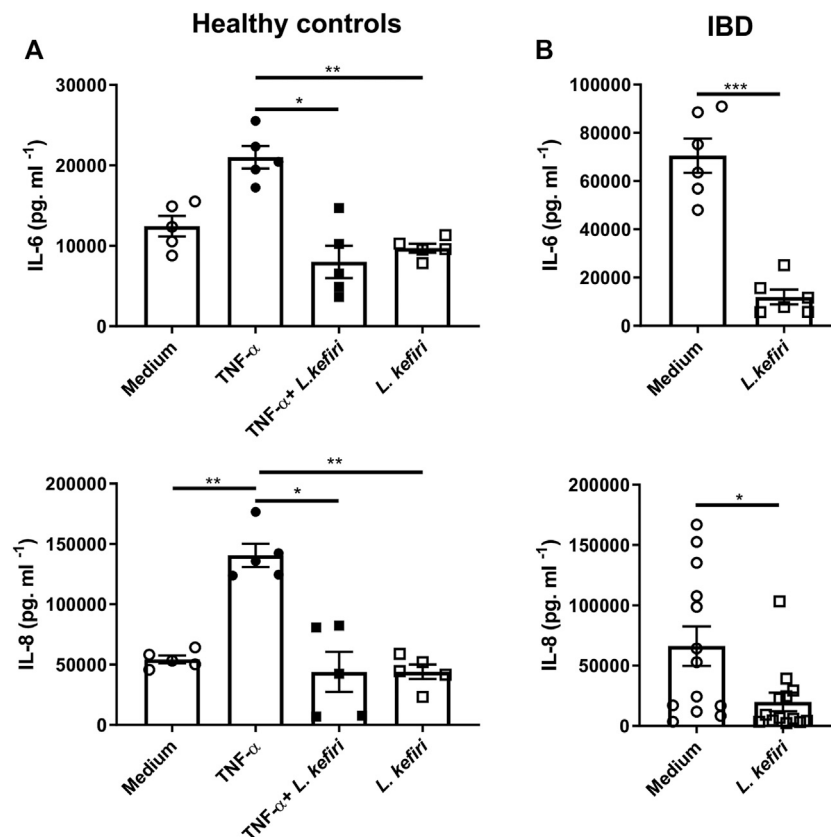 Healthy controls
IBD
A
B
IL-6 (pg. ml -1)
30000
20000
10000
0
**
*
Medium
TNF-α
TNF-α+ L.kefiri
L. kefiri
IL-6 (pg. ml -1)
100000
80000
60000
40000
20000
0
***
Medium
L.kefiri
IL-8 (pg. ml -1)
200000
150000
100000
50000
0
**
**
*
Medium
TNF-α
TNF-α+ L. kefiri
L. kefiri
IL-8 (pg. ml -1)
200000
150000
100000
50000
0
*
Medium
L. kefiri